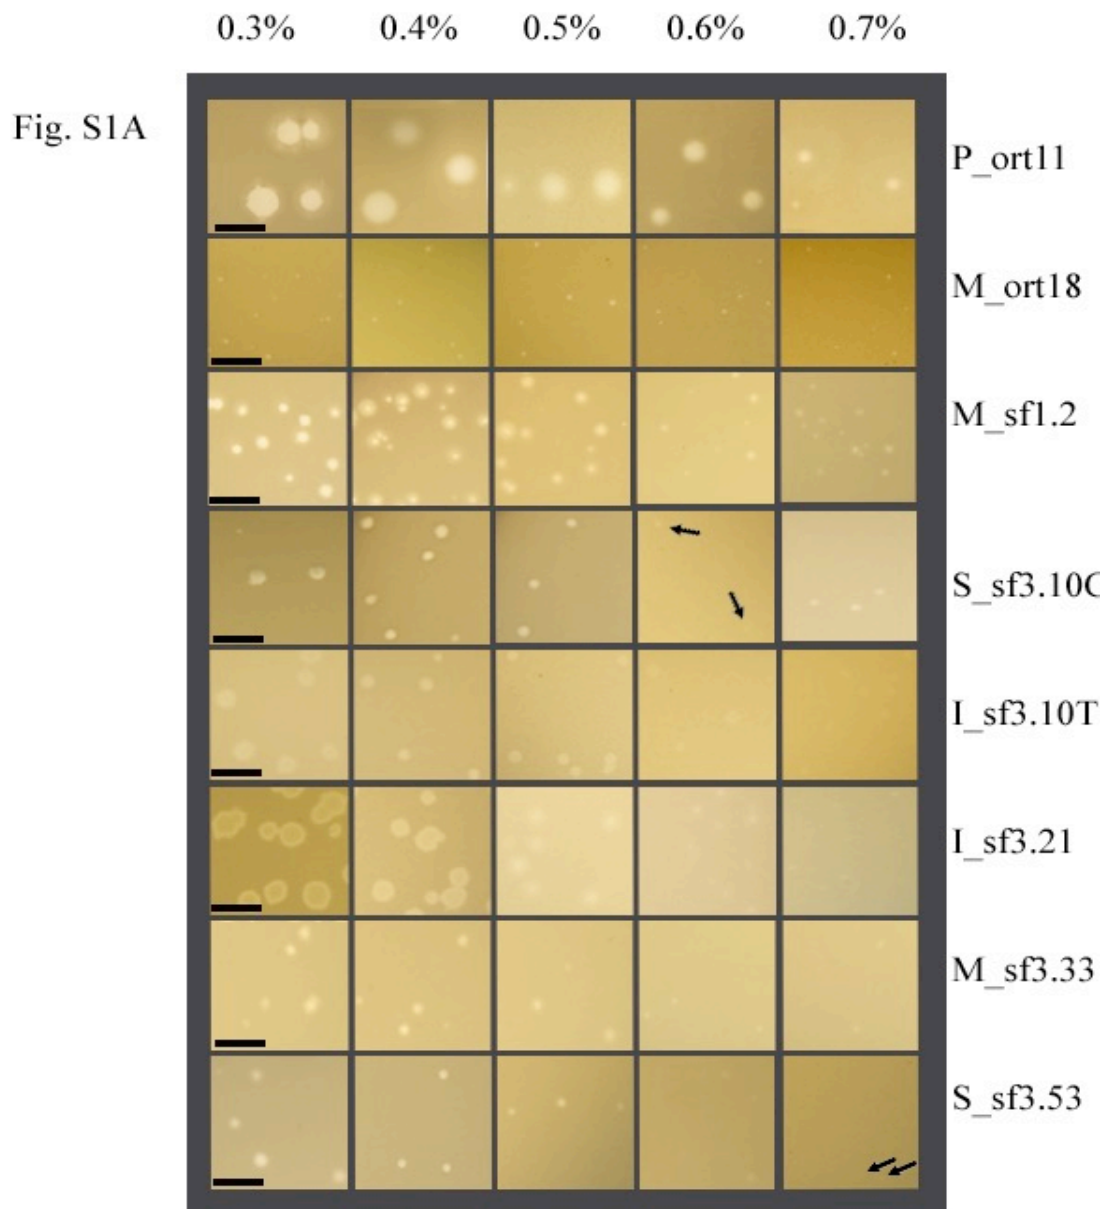 0.3% 0.4% 0.5% 0.6% 0.7%
Fig. S1A
P_ort11
M_ort18
M_sf1.2
S_sf3.10C
I_sf3.10T
I_sf3.21
M_sf3.33
S_sf3.53